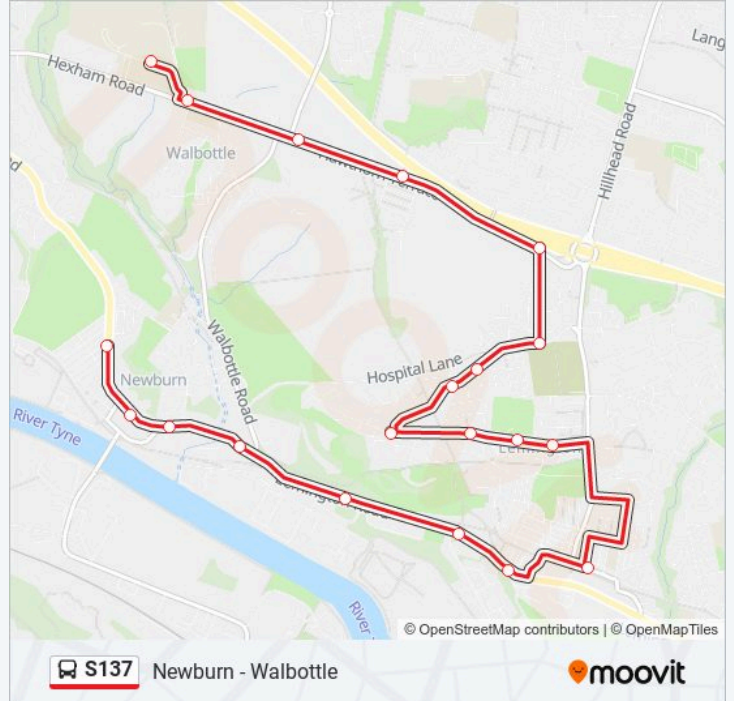 Lang
Hexham Road
Hillhead Road
Walbottle
Hospital Lane
Walbottle Road
Newburn
River Tyne
River
© OpenStreetMap contributors | © OpenMapTiles
S137 Newburn - Walbottle moovit